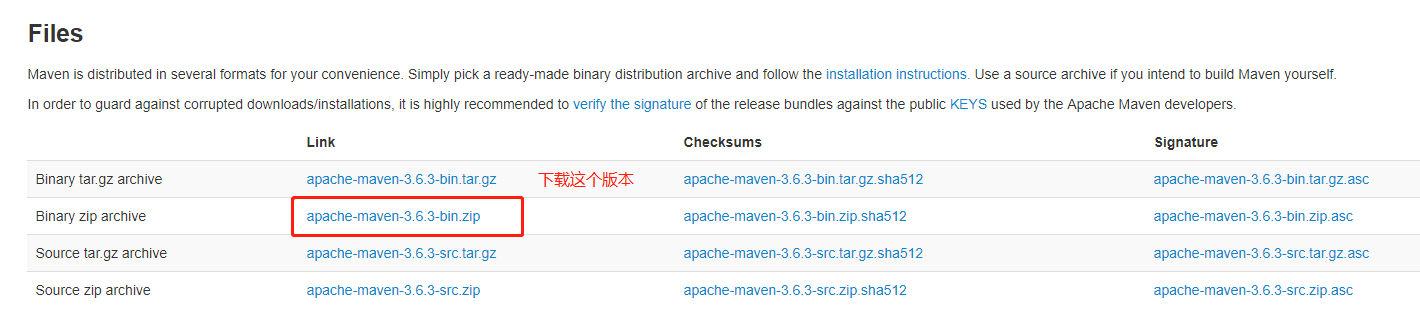 Files
Maven is distributed in several formats for your convenience. Simply pick a ready-made binary distribution archive and follow the installation instructions. Use a source archive if you intend to build Maven yourself.
In order to guard against corrupted downloads/installations, it is highly recommended to verify the signature of the release bundles against the public KEYS used by the Apache Maven developers.
Link Checksums Signature
Binary tar.gz archive apache-maven-3.6.3-bin.tar.gz 下载这个版本 apache-maven-3.6.3-bin.tar.gz.sha512 apache-maven-3.6.3-bin.tar.gz.asc
Binary zip archive apache-maven-3.6.3-bin.zip apache-maven-3.6.3-bin.zip.sha512 apache-maven-3.6.3-bin.zip.asc
Source tar.gz archive apache-maven-3.6.3-src.tar.gz apache-maven-3.6.3-src.tar.gz.sha512 apache-maven-3.6.3-src.tar.gz.asc
Source zip archive apache-maven-3.6.3-src.zip apache-maven-3.6.3-src.zip.sha512 apache-maven-3.6.3-src.zip.asc